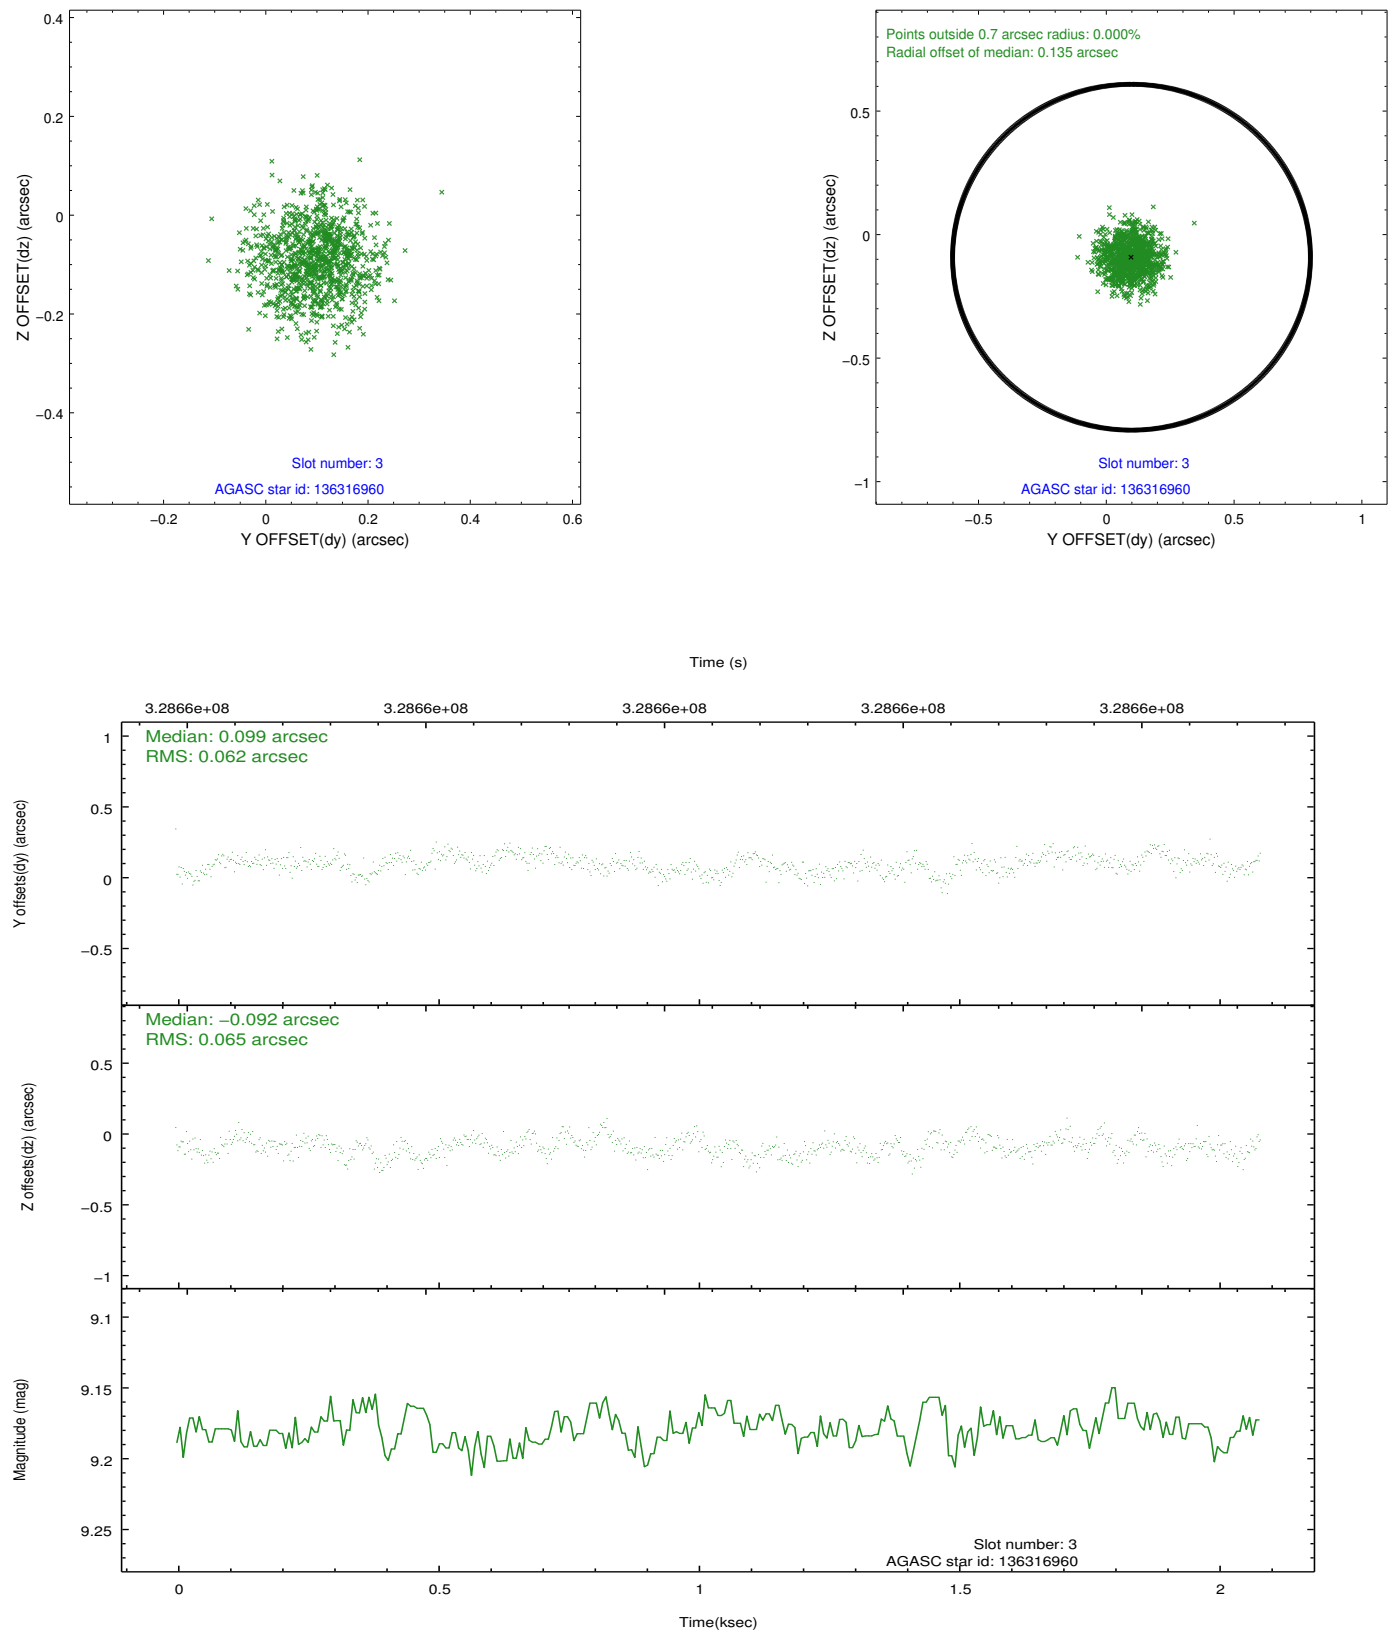 0.4
0.2
0
−0.2
−0.4
Z OFFSET(dz) (arcsec)
Slot number: 3
AGASC star id: 136316960
−0.2 0 0.2 0.4 0.6
Y OFFSET(dy) (arcsec)
Points outside 0.7 arcsec radius: 0.000%
Radial offset of median: 0.135 arcsec
0.5
0
−0.5
−1
Z OFFSET(dz) (arcsec)
Slot number: 3
AGASC star id: 136316960
−0.5 0 0.5 1
Y OFFSET(dy) (arcsec)
Time (s)
3.2866e+08 3.2866e+08 3.2866e+08 3.2866e+08 3.2866e+08
Median: 0.099 arcsec
RMS: 0.062 arcsec
1
0.5
0
−0.5
Y offsets(dy) (arcsec)
Median: −0.092 arcsec
RMS: 0.065 arcsec
0.5
0
−0.5
−1
Z offsets(dz) (arcsec)
9.1
9.15
9.2
9.25
Magnitude (mag)
Slot number: 3
AGASC star id: 136316960
0 0.5 1 1.5 2
Time(ksec)